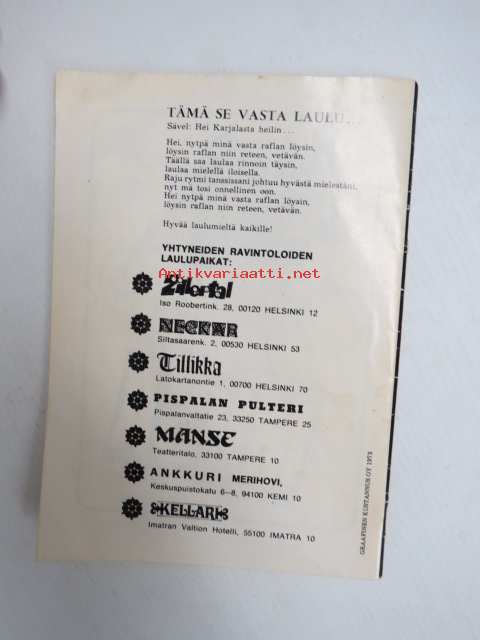 TÄMÄ SE VASTA LAULU...
Sävel: Hei Karjalasta heilin...
Hei, nytpä minä vasta raflan löysin,
löysin raflan niin reteen, vetävän.
Täällä saa laulaa rinnoin täysin,
laulaa mielellä iloisella.
Raju rytmi tanssissani johtuu hyvästä mielestäni,
nyt mä tosi onnellinen oon.
Hei nytpä minä vasta raflan löysin,
löysin raflan niin reteen, vetävän.
Hyvää laulumieltä kaikille!
YHTYNEIDEN RAVINTOLOIDEN
LAULUPAIKAT:
Antikvariaatti.net
Zillertal
Iso Roobertink. 28, 00120 HELSINKI 12
NECKAR
Siltasaarenk. 2, 00530 HELSINKI 53
Tillikka
Latokartanontie 1, 00700 HELSINKI 70
PISPALAN PULTERI
Pispalanvaltatie 23, 33250 TAMPERE 25
MANSE
Teatteritalo, 33100 TAMPERE 10
ANKKURI MERIHOVI,
Keskuspuistokatu 6–8, 94100 KEMI 10
KELLARI
Imatran Valtion Hotelli, 55100 IMATRA 10
GRAAFINEN KUSTANNUS OY 1973